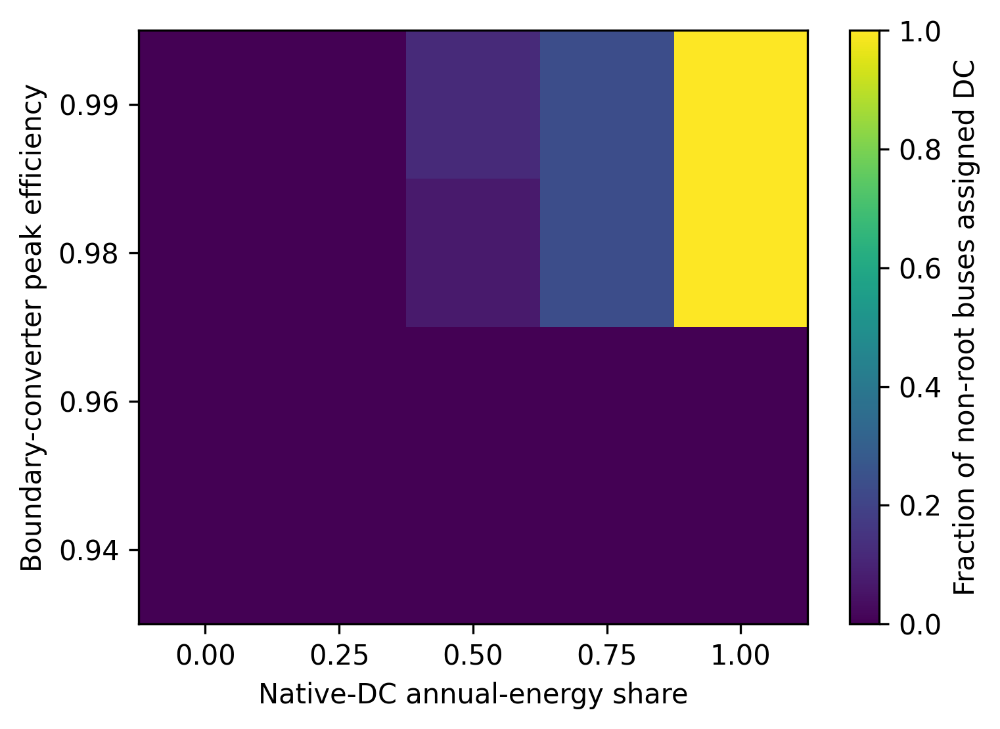 Boundary-converter peak efficiency
0.99
0.98
0.96
0.94
0.00 0.25 0.50 0.75 1.00
Native-DC annual-energy share
1.0
0.8
0.6
0.4
0.2
0.0
Fraction of non-root buses assigned DC